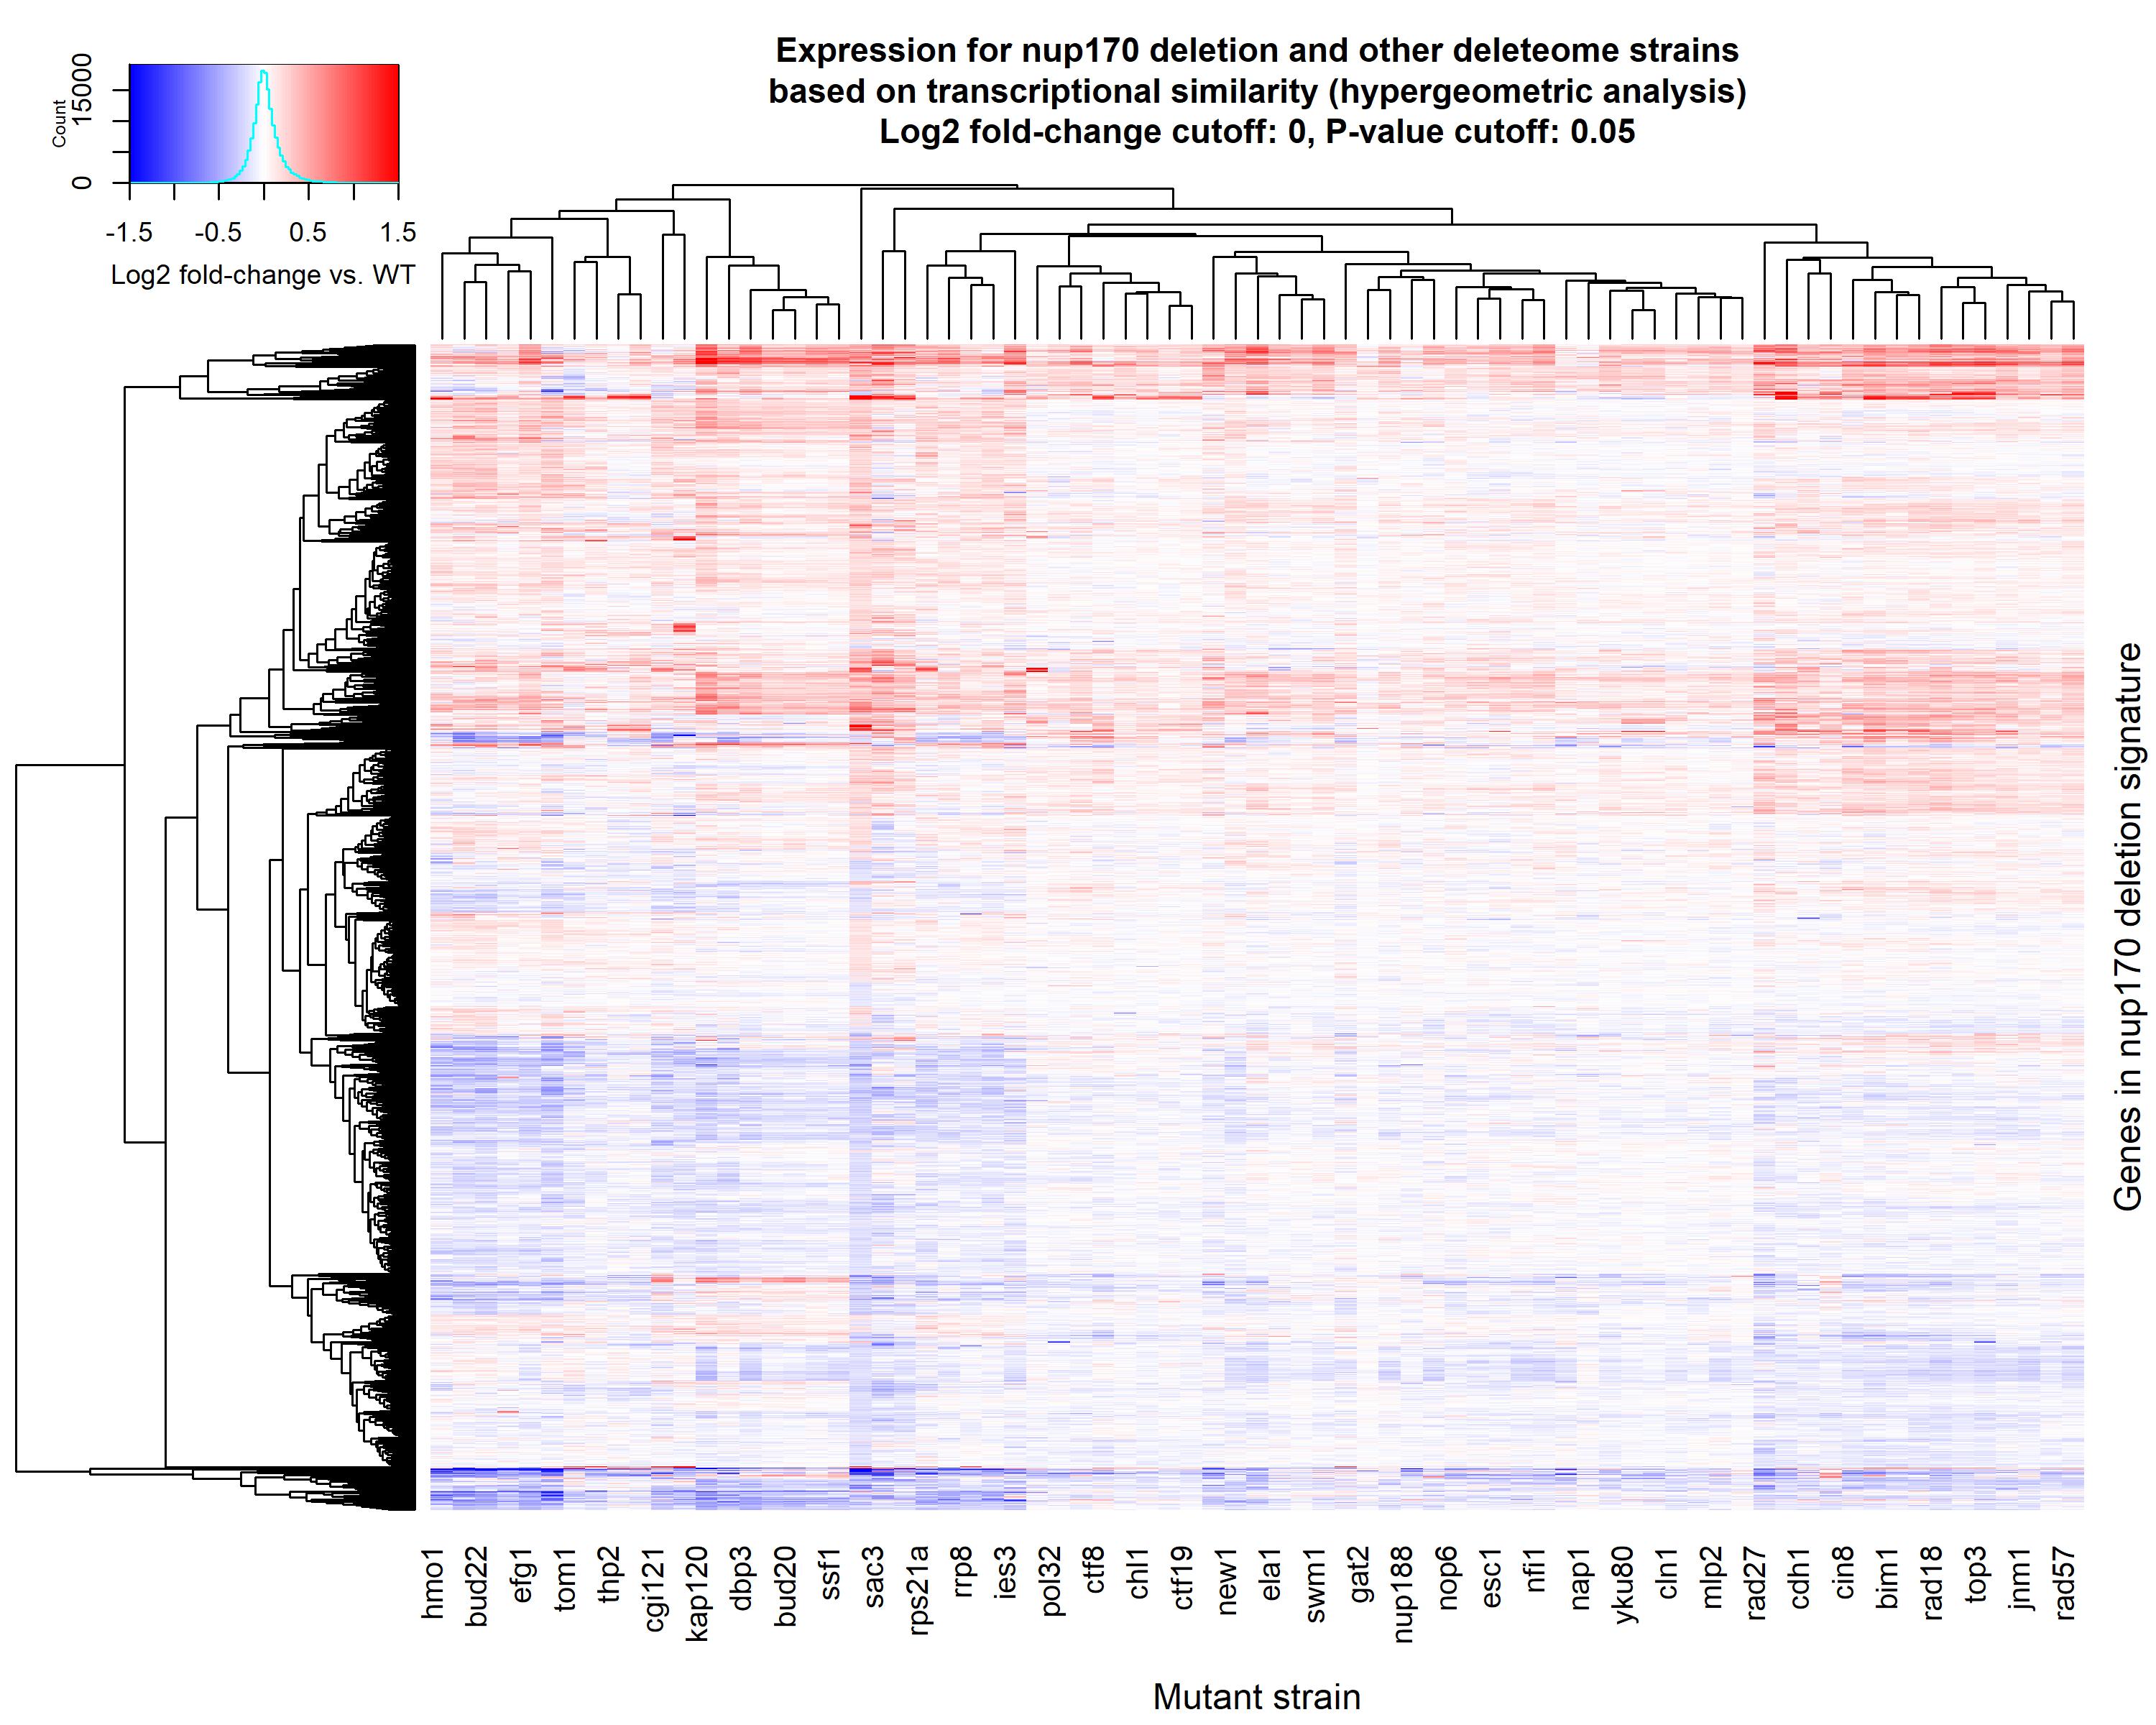 Expression for nup170 deletion and other deleteome strains
based on transcriptional similarity (hypergeometric analysis)
Log2 fold-change cutoff: 0, P-value cutoff: 0.05
Count
0 15000
-1.5 -0.5 0.5 1.5
Log2 fold-change vs. WT
Genes in nup170 deletion signature
hmo1 bud22 efg1 tom1 thp2 cgi121 kap120 dbp3 bud20 ssf1 sac3 rps21a rrp8 ies3 pol32 ctf8 chl1 ctf19 new1 ela1 swm1 gat2 nup188 nop6 esc1 nfi1 nap1 yku80 cln1 mlp2 rad27 cdh1 cin8 bim1 rad18 top3 jnm1 rad57
Mutant strain